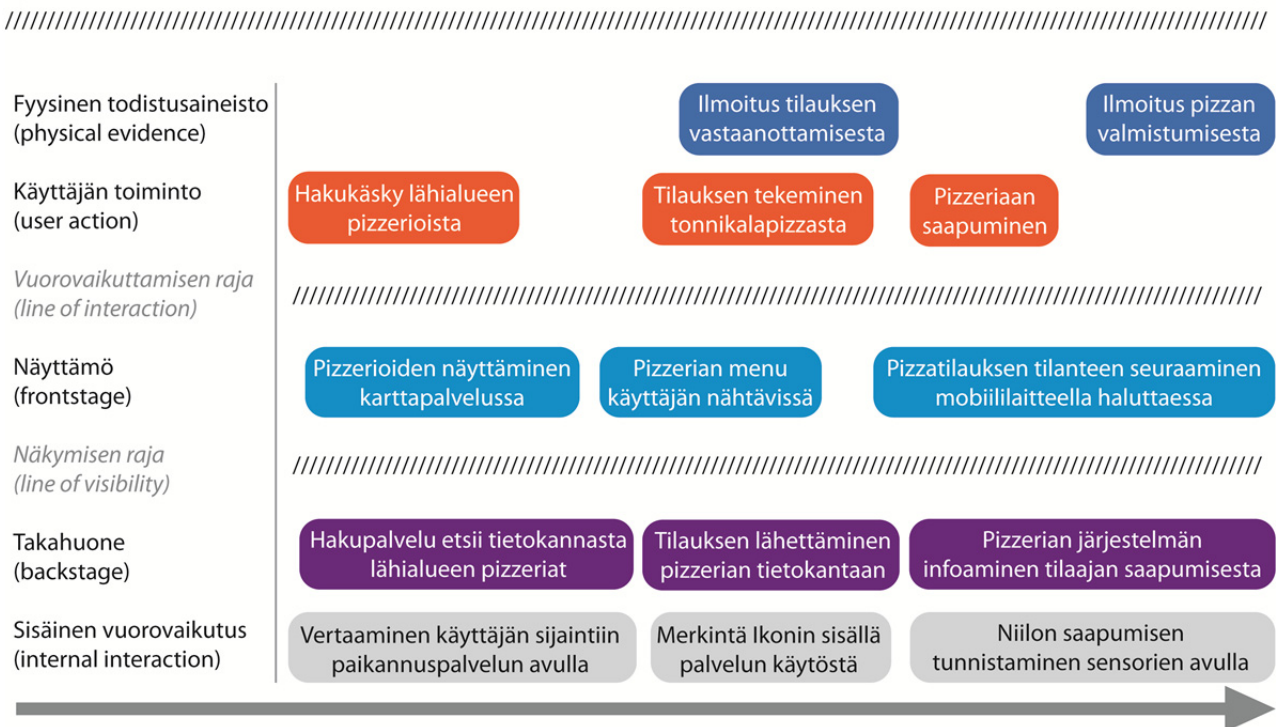 Fyysinen todistusaineisto
(physical evidence)
Ilmoitus tilauksen
vastaanottamisesta
Ilmoitus pizzan
valmistumisesta
Käyttäjän toiminto
(user action)
Hakukäsky lähialueen
pizzerioista
Tilauksen tekeminen
tonnikalapizzasta
Pizzeriaan
saapuminen
Vuorovaikuttamisen raja
(line of interaction)
Näyttämö
(frontstage)
Pizzerioiden näyttäminen
karttapalvelussa
Pizzerian menu
käyttäjän nähtävissä
Pizzatilauksen tilanteen seuraaminen
mobiililaitteella haluttaessa
Näkymisen raja
(line of visibility)
Takahuone
(backstage)
Hakupalvelu etsii tietokannasta
lähialueen pizzeriat
Tilauksen lähettäminen
pizzerian tietokantaan
Pizzerian järjestelmän
infoaminen tilaajan saapumisesta
Sisäinen vuorovaikutus
(internal interaction)
Vertaaminen käyttäjän sijaintiin
paikannuspalvelun avulla
Merkintä Ikonin sisällä
palvelun käytöstä
Niilon saapumisen
tunnistaminen sensorien avulla